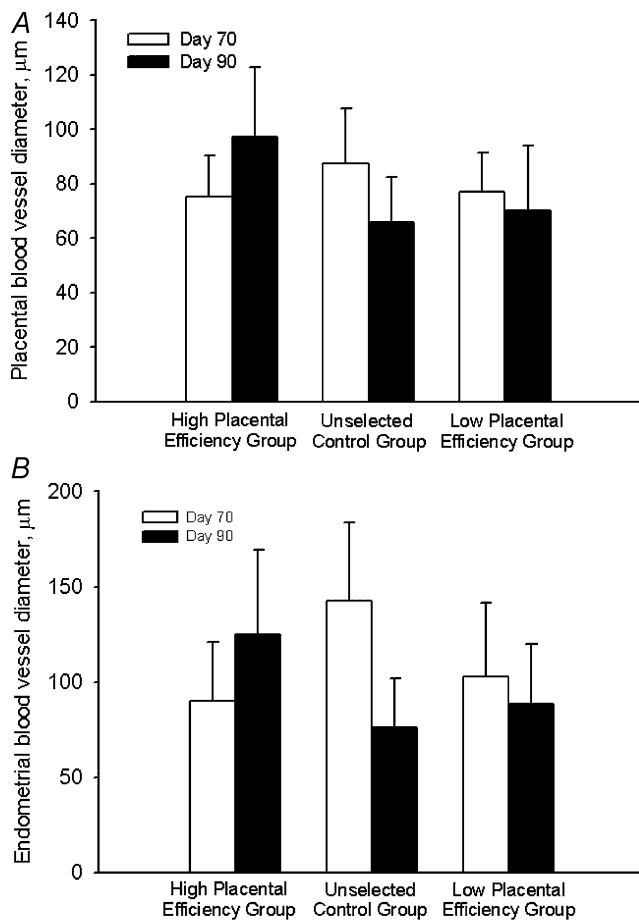 A
Placental blood vessel diameter, μm
140
120
100
80
60
40
20
0
Day 70
Day 90
High Placental
Efficiency Group
Unselected
Control Group
Low Placental
Efficiency Group
B
Endometrial blood vessel diameter, μm
200
150
100
50
0
Day 70
Day 90
High Placental
Efficiency Group
Unselected
Control Group
Low Placental
Efficiency Group